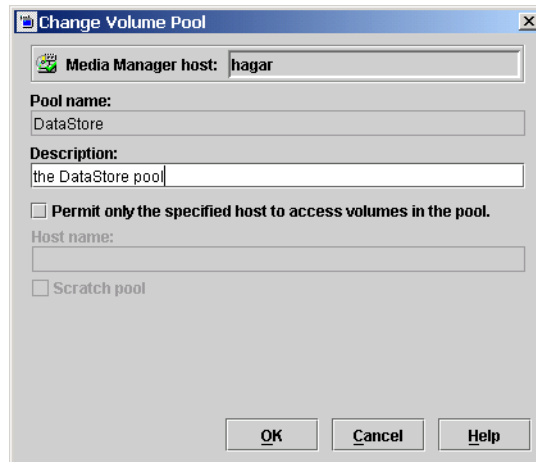 Change Volume Pool
Media Manager host: hagar
Pool name:
DataStore
Description:
the DataStore pool
Permit only the specified host to access volumes in the pool.
Host name:
Scratch pool
OK Cancel Help